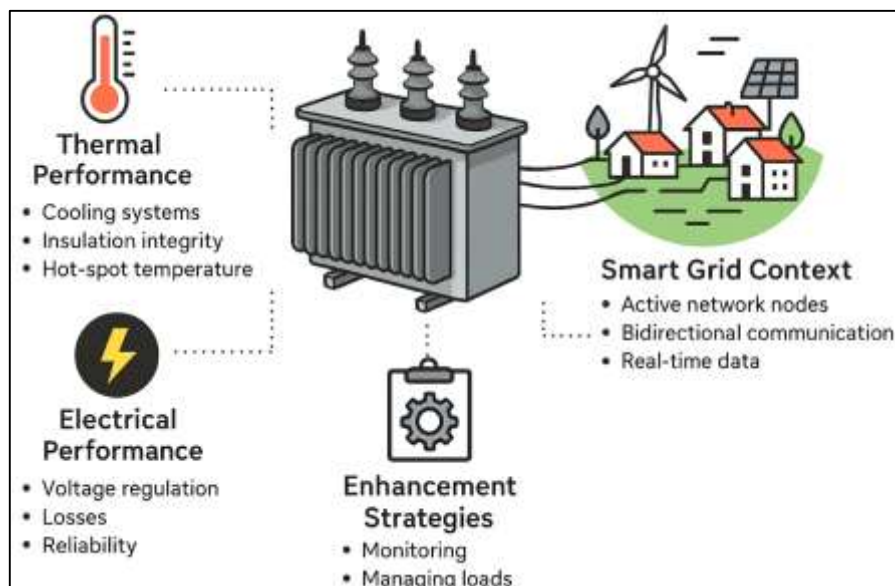 Thermal
Performance
• Cooling systems
• Insulation integrity
• Hot-spot temperature
Electrical
Performance
• Voltage regulation
• Losses
• Reliability
Enhancement
Strategies
• Monitoring
• Managing loads
Smart Grid Context
• Active network nodes
• Bidirectional communication
• Real-time data